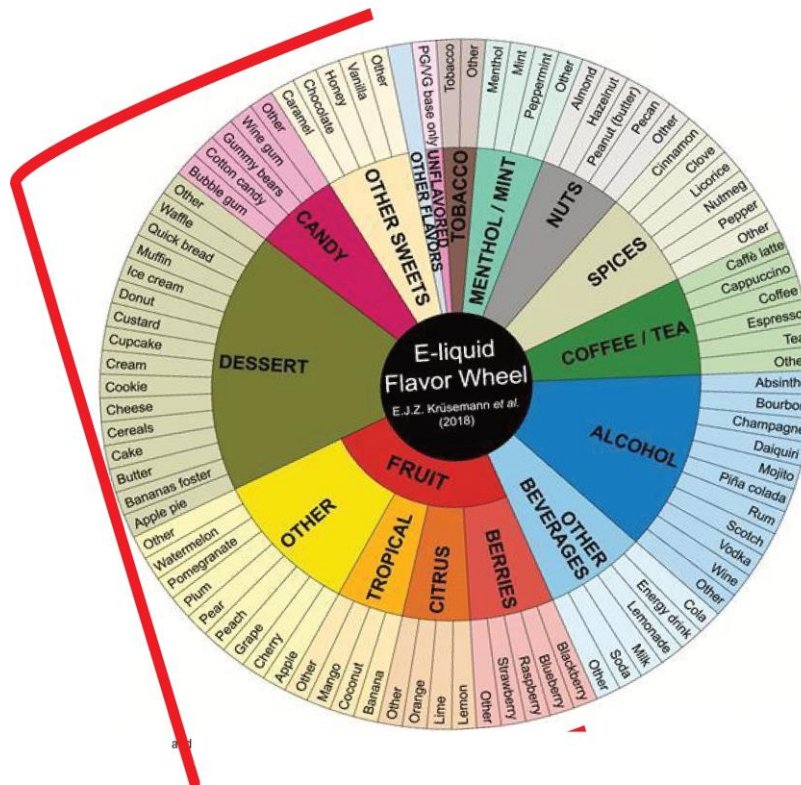 E-liquid
Flavor Wheel
E.J.Z. Krüsemann et al.
(2018)
TOBACCO
Tobacco
Other
MENTHOL / MINT
Menthol
Mint
Peppermint
Other
NUTS
Almond
Hazelnut
Peanut (butter)
Pecan
Other
SPICES
Cinnamon
Clove
Licorice
Nutmeg
Pepper
Other
COFFEE / TEA
Caffè latte
Cappuccino
Coffee
Espresso
Tea
Other
ALCOHOL
Absinthe
Bourbon
Champagne
Daiquiri
Mojito
Piña colada
Rum
Scotch
Vodka
Wine
Other
OTHER
BEVERAGES
Cola
Energy drink
Lemonade
Milk
Soda
Other
FRUIT
BERRIES
Blackberry
Blueberry
Raspberry
Strawberry
Other
CITRUS
Lemon
Lime
Orange
Other
TROPICAL
Banana
Coconut
Mango
Other
OTHER
Apple
Cherry
Grape
Peach
Pear
Plum
Pomegranate
Watermelon
Other
DESSERT
Apple pie
Bananas foster
Butter
Cake
Cereals
Cheese
Cookie
Cream
Cupcake
Custard
Donut
Ice cream
Muffin
Quick bread
Waffle
Other
CANDY
Bubble gum
Cotton candy
Gummy bears
Wine gum
Other
OTHER SWEETS
Caramel
Chocolate
Honey
Vanilla
Other
OTHER FLAVORS
UNFLAVORED
PG/VG base only